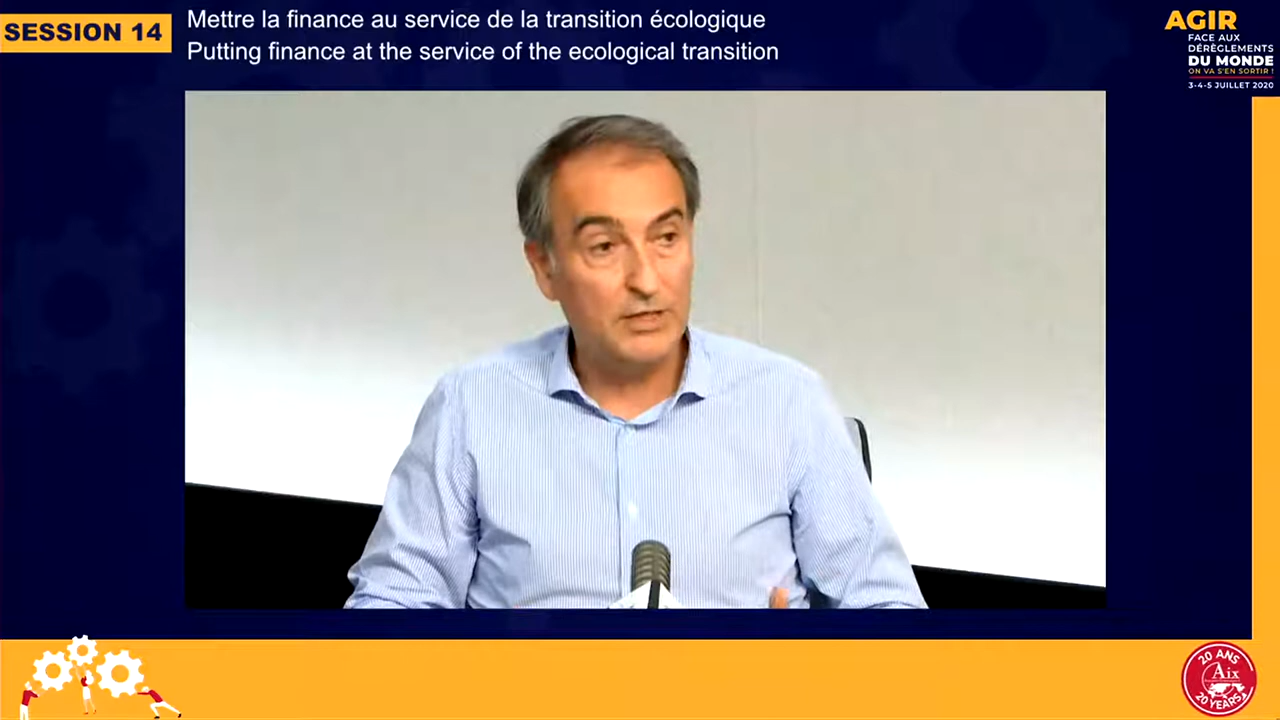 SESSION 14
Mettre la finance au service de la transition écologique
Putting finance at the service of the ecological transition
AGIR
FACE AUX
DÉRÈGLEMENTS
DU MONDE
ON VA S'EN SORTIR !
3-4-5 JUILLET 2020
20 ANS
Aix
20 YEARS